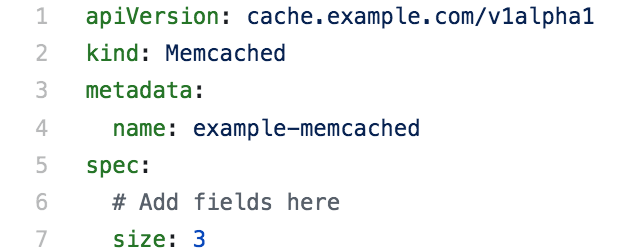 1 apiVersion: cache.example.com/v1alpha1
2 kind: Memcached
3 metadata:
4   name: example-memcached
5 spec:
6   # Add fields here
7   size: 3